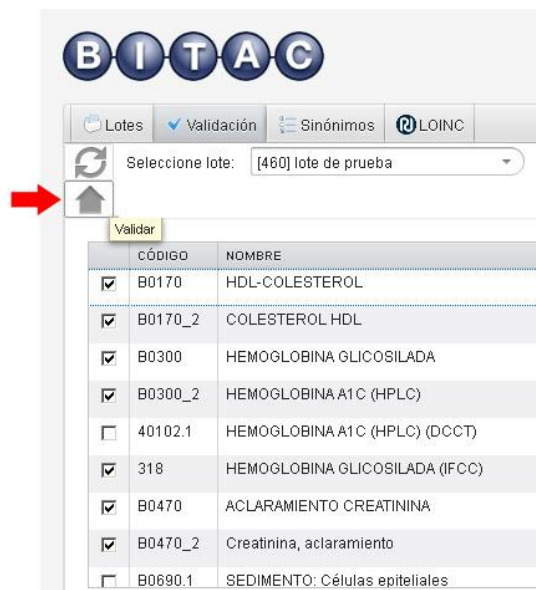 BITAC
Lotes Validación Sinónimos LOINC
Seleccione lote: [460] lote de prueba
Validar
CÓDIGO NOMBRE
B0170 HDL-COLESTEROL
B0170_2 COLESTEROL HDL
B0300 HEMOGLOBINA GLICOSILADA
B0300_2 HEMOGLOBINA A1C (HPLC)
40102.1 HEMOGLOBINA A1C (HPLC) (DCCT)
318 HEMOGLOBINA GLICOSILADA (IFCC)
B0470 ACLARAMIENTO CREATININA
B0470_2 Creatinina, aclaramiento
B0690.1 SEDIMENTO: Células epiteliales